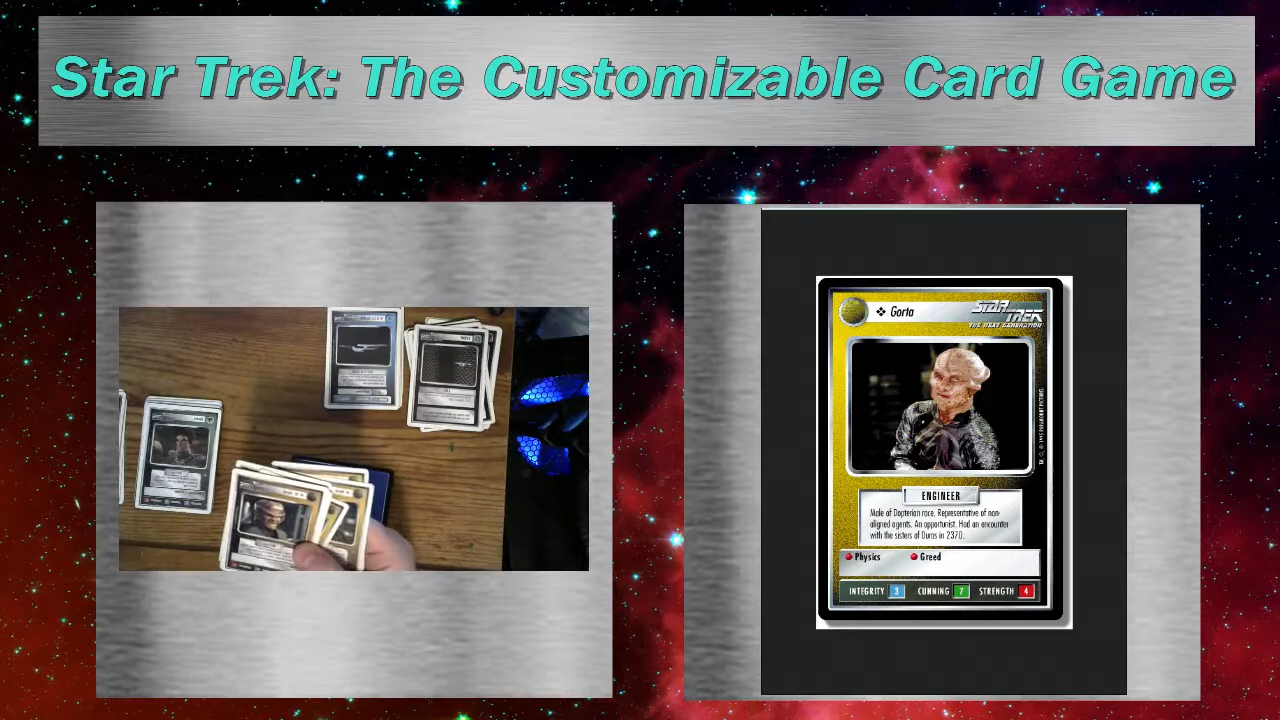 Star Trek: The Customizable Card Game
❖ Gorta
STAR TREK
THE NEXT GENERATION
ENGINEER
Male of Dopterian race. Representative of non-
aligned agents. An opportunist. Had an encounter
with the sisters of Duras in 2370.
Physics Greed
INTEGRITY 3 CUNNING 7 STRENGTH 4